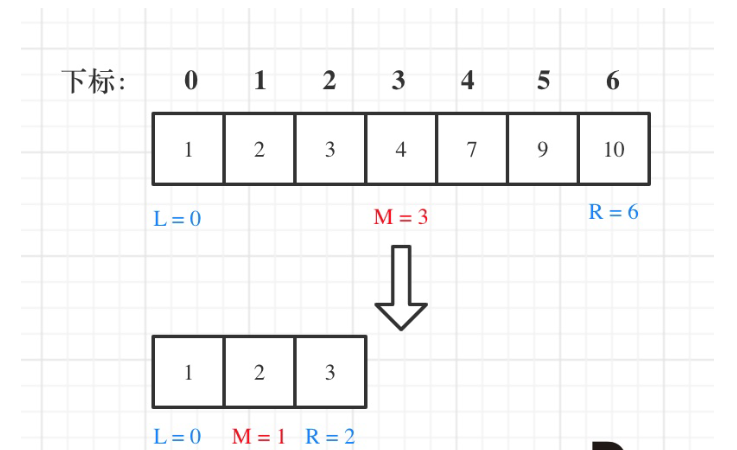 下标: 0 1 2 3 4 5 6
1 2 3 4 7 9 10
L = 0 M = 3 R = 6
1 2 3
L = 0 M = 1 R = 2